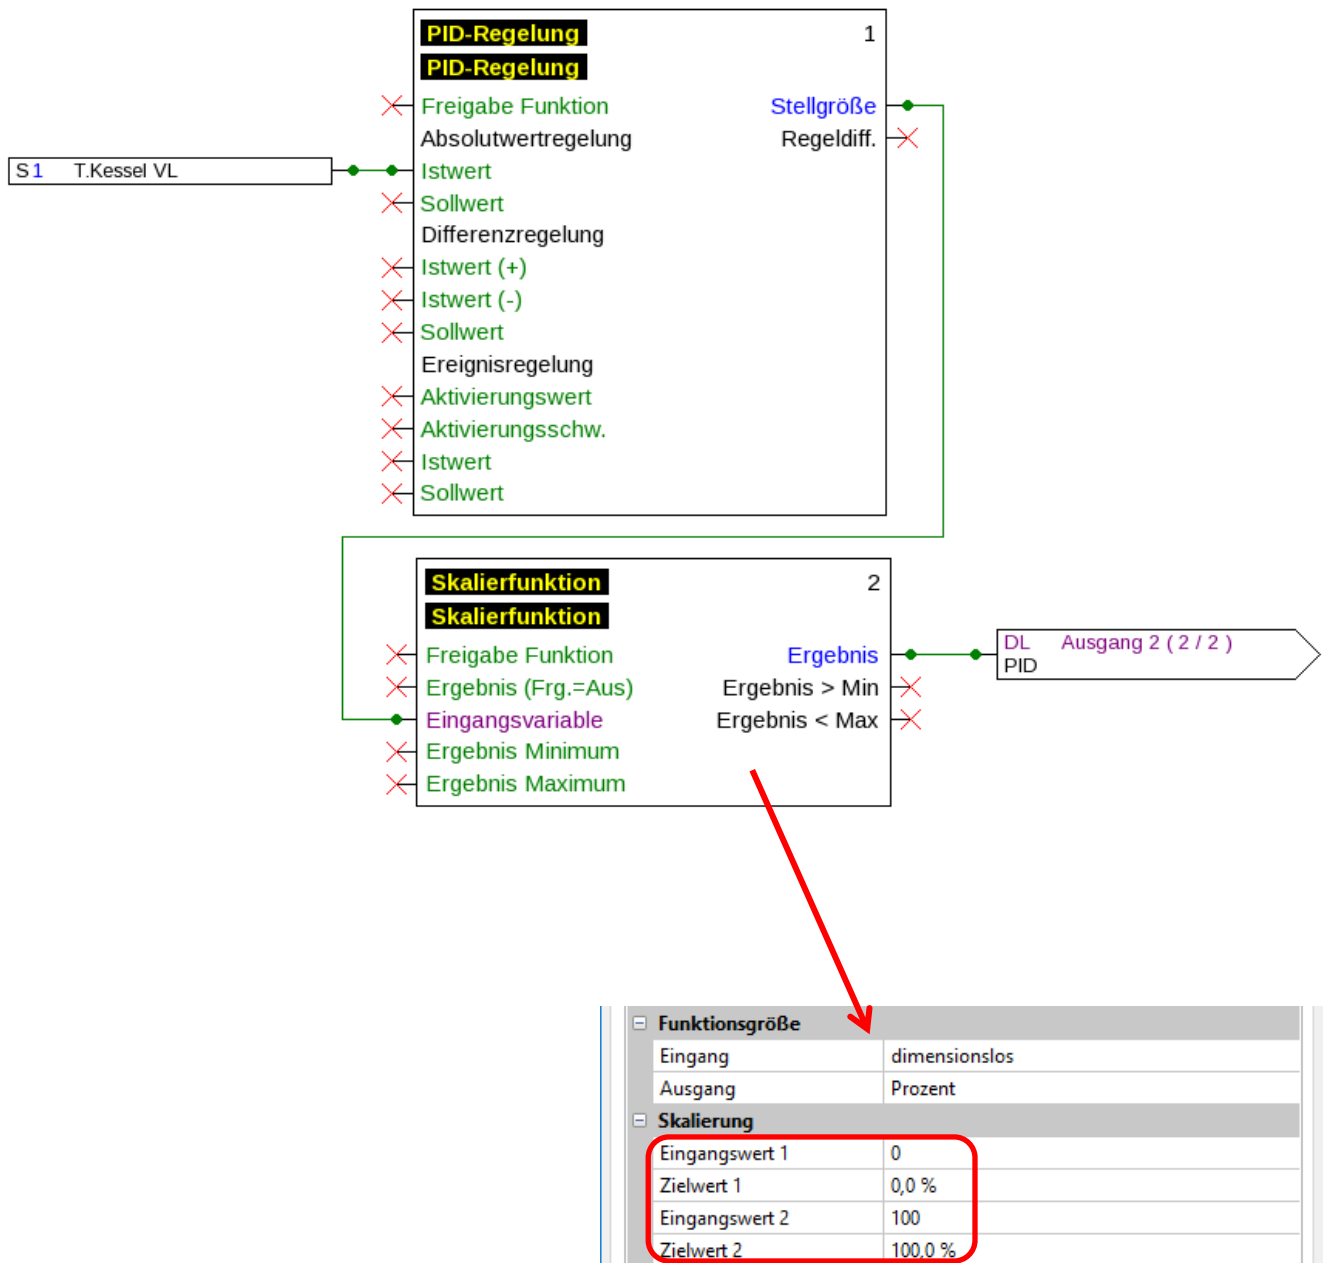 PID-Regelung 1
PID-Regelung
Freigabe Funktion Stellgröße
Absolutwertregelung Regeldiff.
S1 T.Kessel VL Istwert
Sollwert
Differenzregelung
Istwert (+)
Istwert (-)
Sollwert
Ereignisregelung
Aktivierungswert
Aktivierungsschw.
Istwert
Sollwert
Skalierfunktion 2
Skalierfunktion
Freigabe Funktion Ergebnis
Ergebnis (Frg.=Aus) Ergebnis > Min
Eingangsvariable Ergebnis < Max
Ergebnis Minimum
Ergebnis Maximum
DL Ausgang 2 ( 2 / 2 )
PID
Funktionsgröße
Eingang dimensionslos
Ausgang Prozent
Skalierung
Eingangswert 1 0
Zielwert 1 0,0 %
Eingangswert 2 100
Zielwert 2 100,0 %